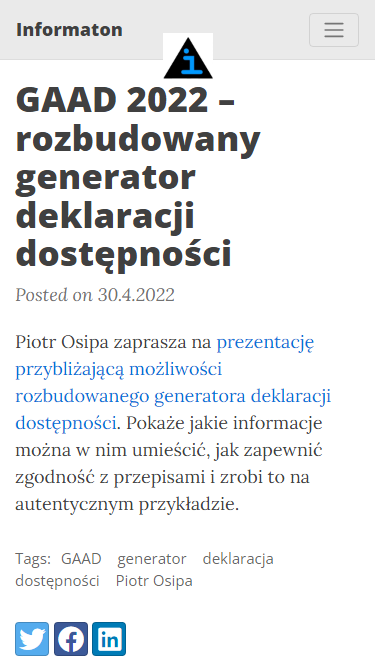 Informaton
i
GAAD 2022 –
rozbudowany
generator
deklaracji
dostępności
Posted on 30.4.2022
Piotr Osipa zaprasza na prezentację
przybliżającą możliwości
rozbudowanego generatora deklaracji
dostępności. Pokaże jakie informacje
można w nim umieścić, jak zapewnić
zgodność z przepisami i zrobi to na
autentycznym przykładzie.
Tags: GAAD generator deklaracja
dostępności Piotr Osipa